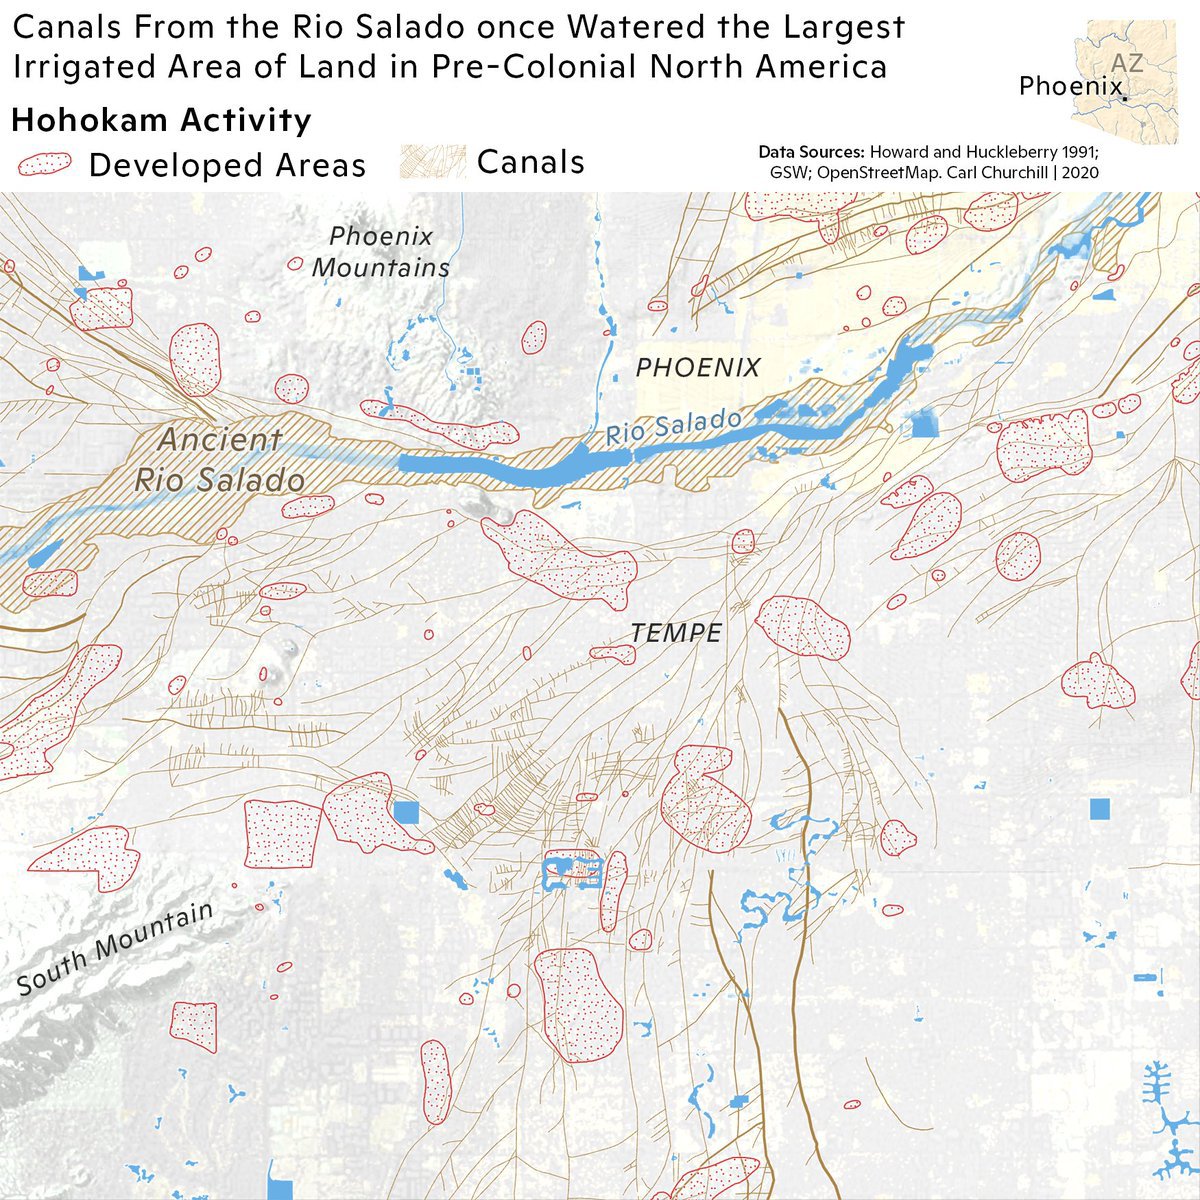 Canals From the Rio Salado once Watered the Largest
Irrigated Area of Land in Pre-Colonial North America
AZ
Phoenix
Hohokam Activity
Developed Areas
Canals
Data Sources: Howard and Huckleberry 1991;
GSW; OpenStreetMap. Carl Churchill | 2020
Phoenix
Mountains
PHOENIX
Rio Salado
Ancient
Rio Salado
TEMPE
South Mountain